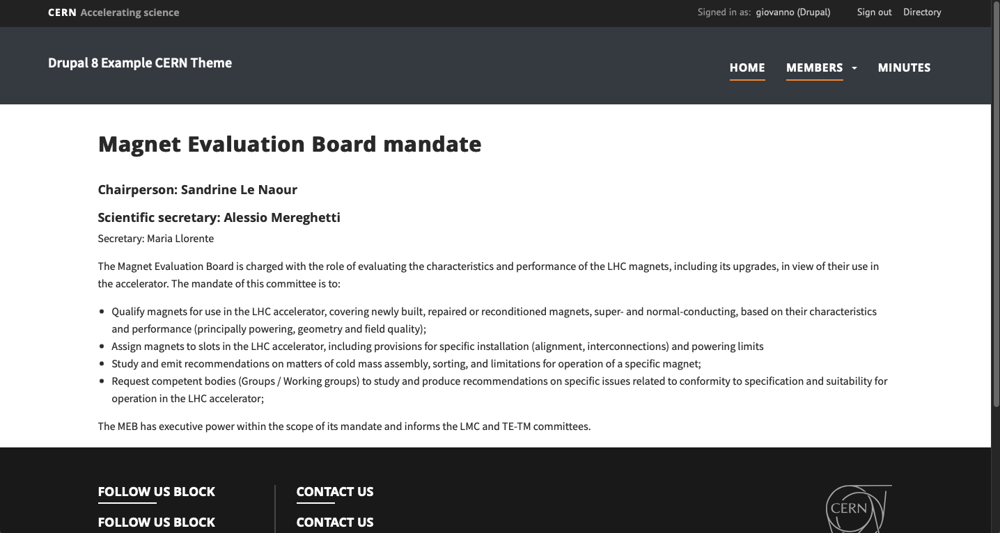 CERN Accelerating science
Signed in as: giovanno (Drupal) Sign out Directory
Drupal 8 Example CERN Theme
HOME MEMBERS MINUTES
Magnet Evaluation Board mandate
Chairperson: Sandrine Le Naour
Scientific secretary: Alessio Mereghetti
Secretary: Maria Llorente
The Magnet Evaluation Board is charged with the role of evaluating the characteristics and performance of the LHC magnets, including its upgrades, in view of their use in
the accelerator. The mandate of this committee is to:
• Qualify magnets for use in the LHC accelerator, covering newly built, repaired or reconditioned magnets, super- and normal-conducting, based on their characteristics
and performance (principally powering, geometry and field quality);
• Assign magnets to slots in the LHC accelerator, including provisions for specific installation (alignment, interconnections) and powering limits
• Study and emit recommendations on matters of cold mass assembly, sorting, and limitations for operation of a specific magnet;
• Request competent bodies (Groups / Working groups) to study and produce recommendations on specific issues related to conformity to specification and suitability for
operation in the LHC accelerator;
The MEB has executive power within the scope of its mandate and informs the LMC and TE-TM committees.
FOLLOW US BLOCK
FOLLOW US BLOCK
CONTACT US
CONTACT US
CERN